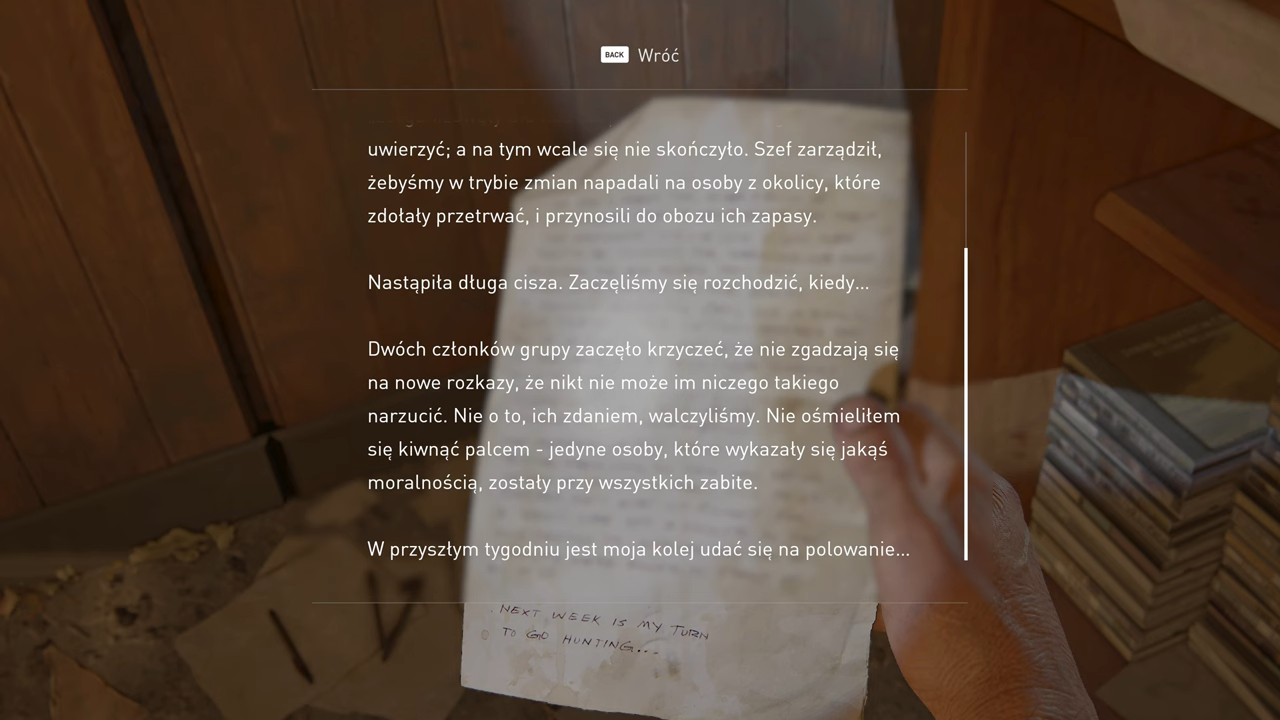 BACK Wróć
uwierzyć; a na tym wcale się nie skończyło. Szef zarządził,
żebyśmy w trybie zmian napadali na osoby z okolicy, które
zdołały przetrwać, i przynosili do obozu ich zapasy.
Nastąpiła długa cisza. Zaczęliśmy się rozchodzić, kiedy...
Dwóch członków grupy zaczęło krzyczeć, że nie zgadzają się
na nowe rozkazy, że nikt nie może im niczego takiego
narzucić. Nie o to, ich zdaniem, walczyliśmy. Nie ośmieliłem
się kiwnąć palcem - jedyne osoby, które wykazały się jakąś
moralnością, zostały przy wszystkich zabite.
W przyszłym tygodniu jest moja kolej udać się na polowanie...
NEXT WEEK IS MY TURN
TO GO HUNTING...